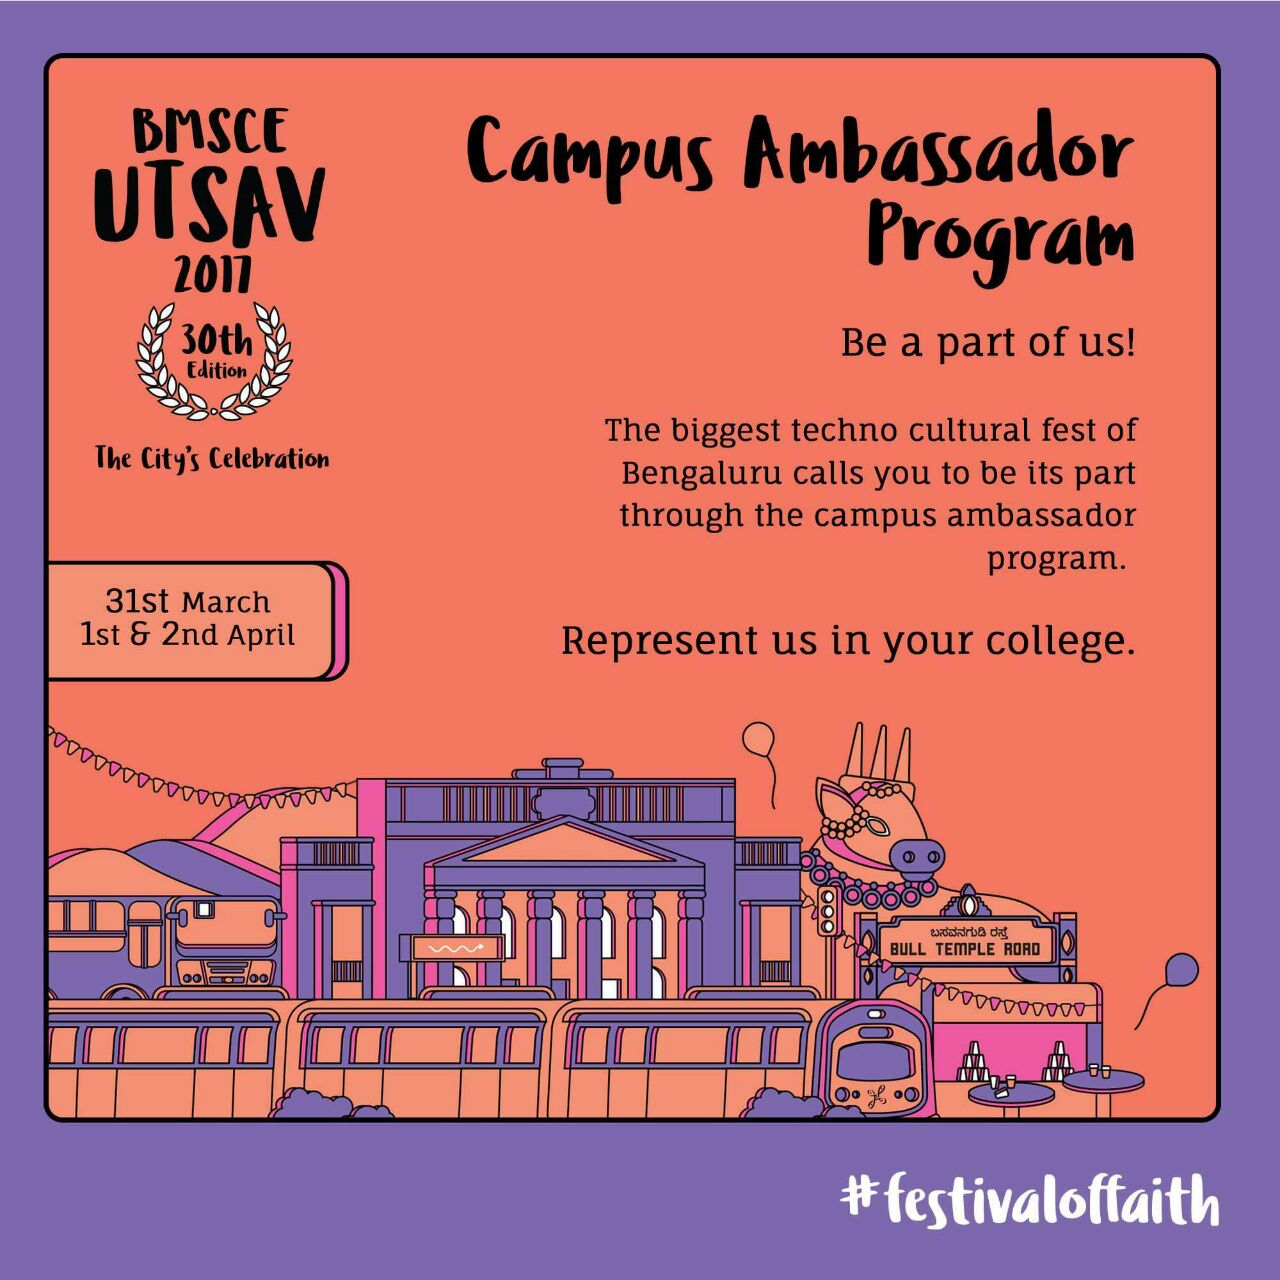 BMSCE
UTSAV
2017
30th
Edition
The City's Celebration
Campus Ambassador
Program
Be a part of us!
The biggest techno cultural fest of
Bengaluru calls you to be its part
through the campus ambassador
program.
Represent us in your college.
31st March
1st & 2nd April
ಬಸವನಗುಡಿ ರಸ್ತೆ
BULL TEMPLE ROAD
#festivaloffaith